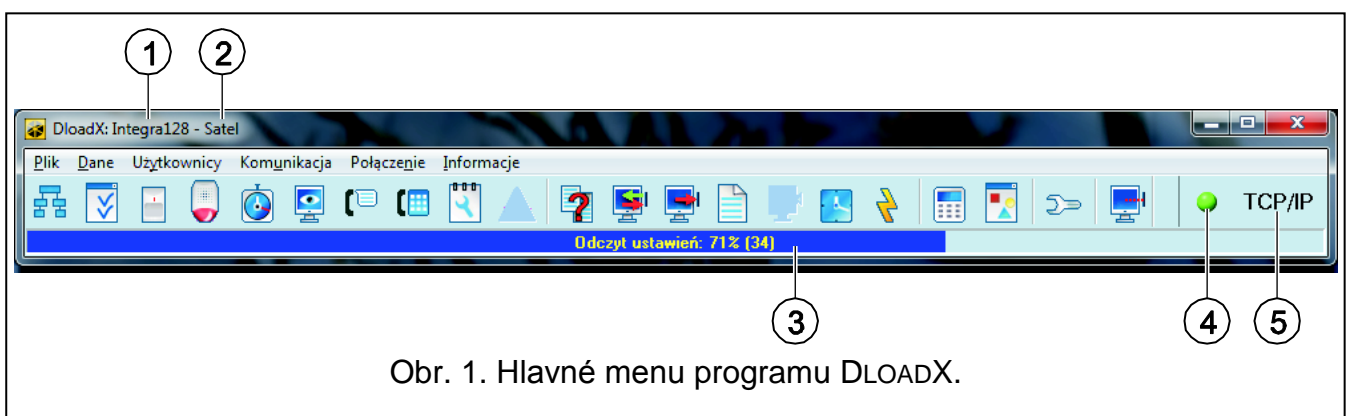 1 2
DloadX: Integra128 - Satel
Plik Dane Użytkownicy Komunikacja Połączenie Informacje
TCP/IP
Odczyt ustawień: 71% (34)
3 4 5
Obr. 1. Hlavné menu programu DLOADX.